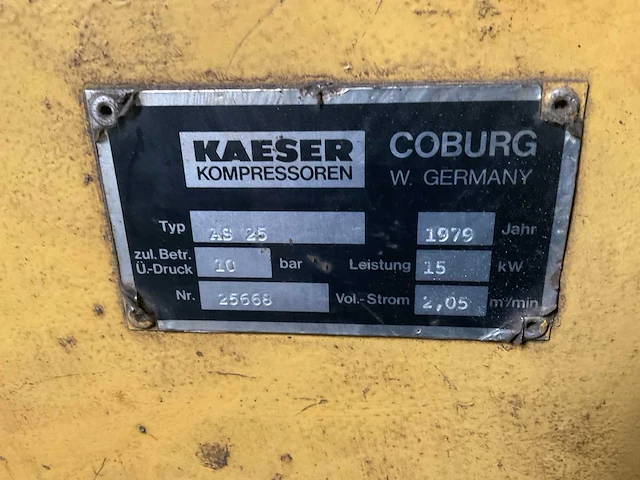 KAESER KOMPRESSOREN
COBURG
W. GERMANY
Typ AS 25 1979 Jahr
zul. Betr. Ü.-Druck 10 bar Leistung 15 kW
Nr. 25668 Vol.-Strom 2,05 m³/min